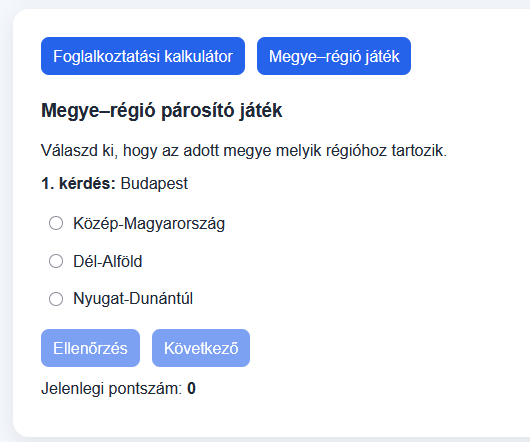 Foglalkoztatási kalkulátor Megye–régió játék
Megye–régió párosító játék
Válaszd ki, hogy az adott megye melyik régióhoz tartozik.
1. kérdés: Budapest
Közép-Magyarország
Dél-Alföld
Nyugat-Dunántúl
Ellenőrzés Következő
Jelenlegi pontszám: 0